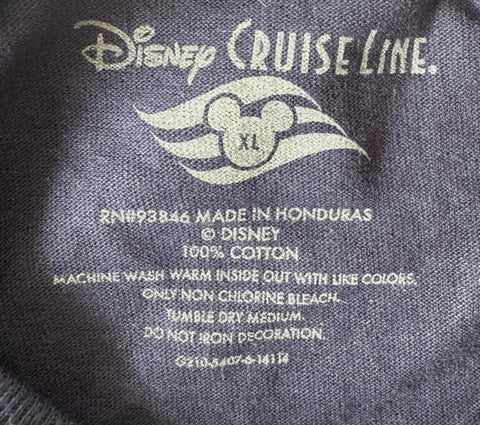 Disney Cruise Line.
XL
RN#93846 MADE IN HONDURAS
© DISNEY
100% COTTON
MACHINE WASH WARM INSIDE OUT WITH LIKE COLORS.
ONLY NON CHLORINE BLEACH.
TUMBLE DRY MEDIUM.
DO NOT IRON DECORATION.
G210-5407-6-14114